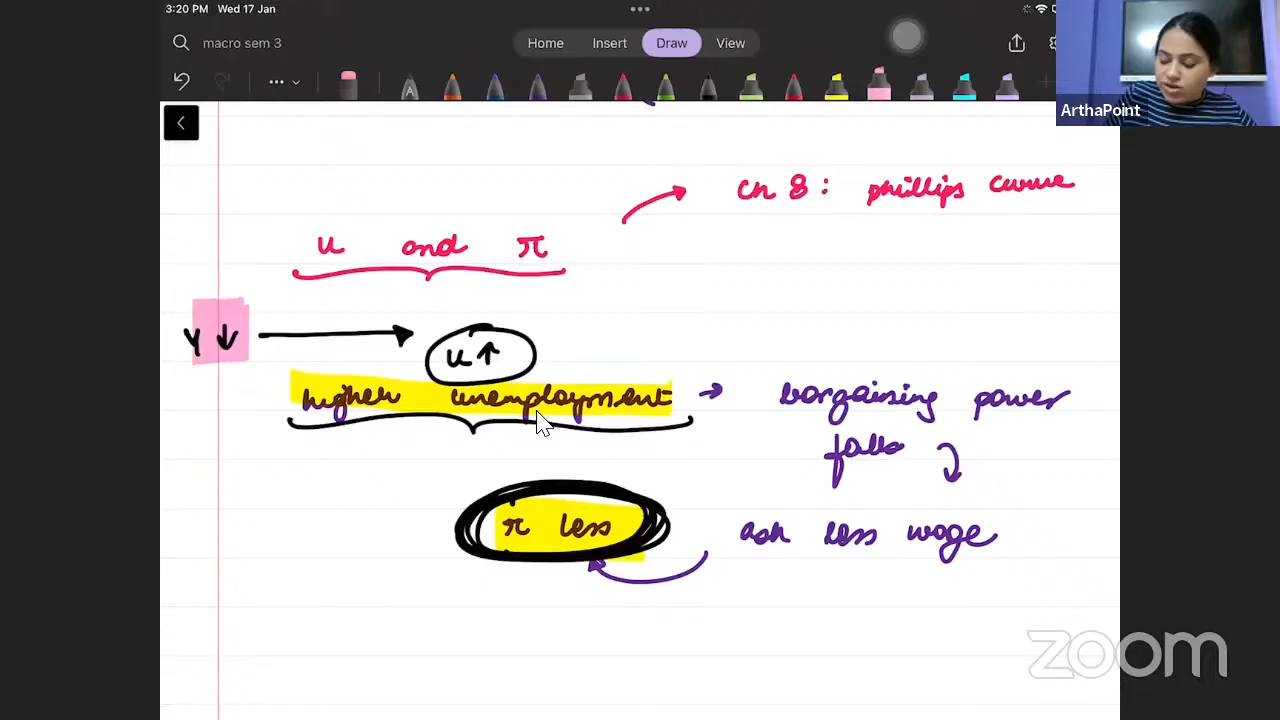 3:20 PM Wed 17 Jan
macro sem 3
Home Insert Draw View
A
ArthaPoint
ch 8: phillips curve
u and π
Y ↓ → u ↑
higher unemployment → bargaining power
falls
π less
ask less wage
zoom